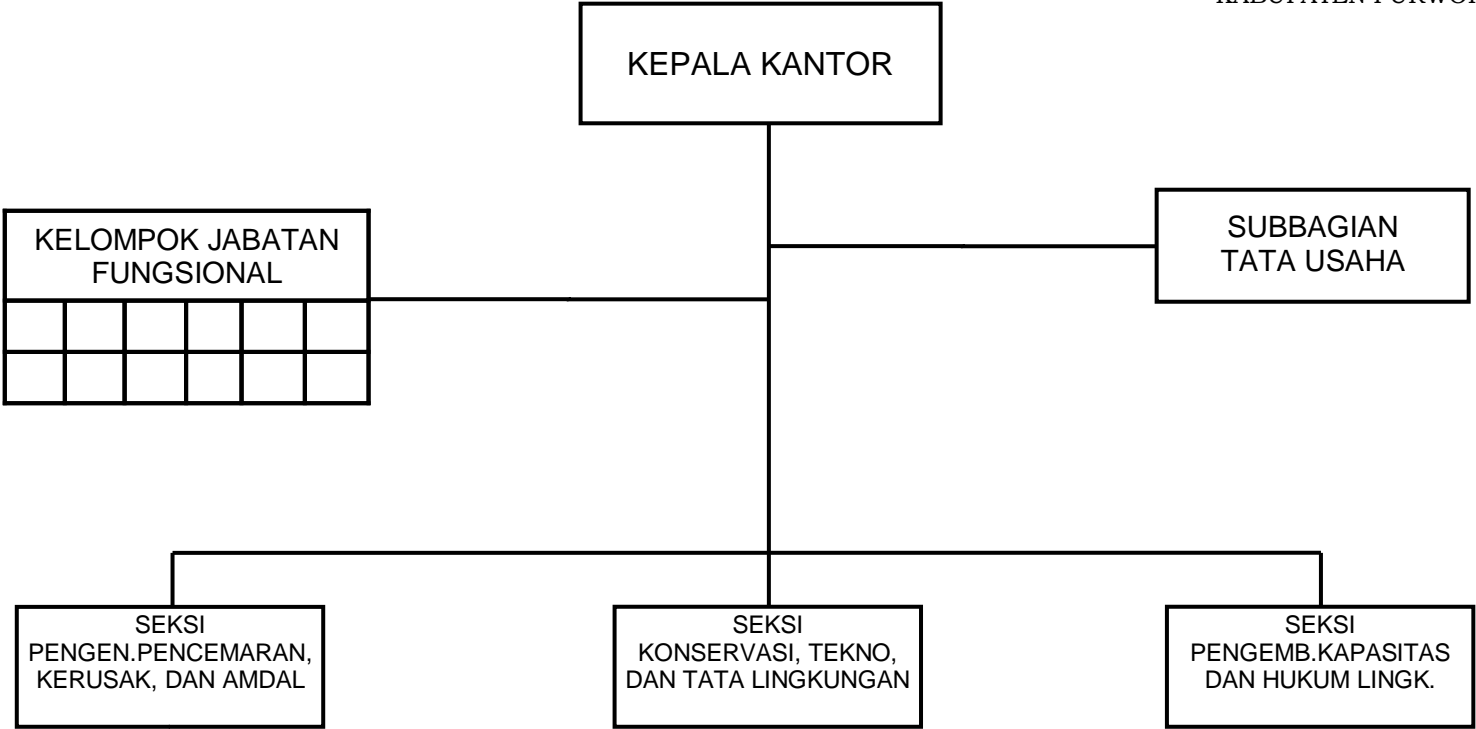 KABUPATEN
KEPALA KANTOR
KELOMPOK JABATAN
FUNGSIONAL
SUBBAGIAN
TATA USAHA
SEKSI
PENGEN.PENCEMARAN,
KERUSAK, DAN AMDAL
SEKSI
KONSERVASI, TEKNO,
DAN TATA LINGKUNGAN
SEKSI
PENGEMB.KAPASITAS
DAN HUKUM LINGK.